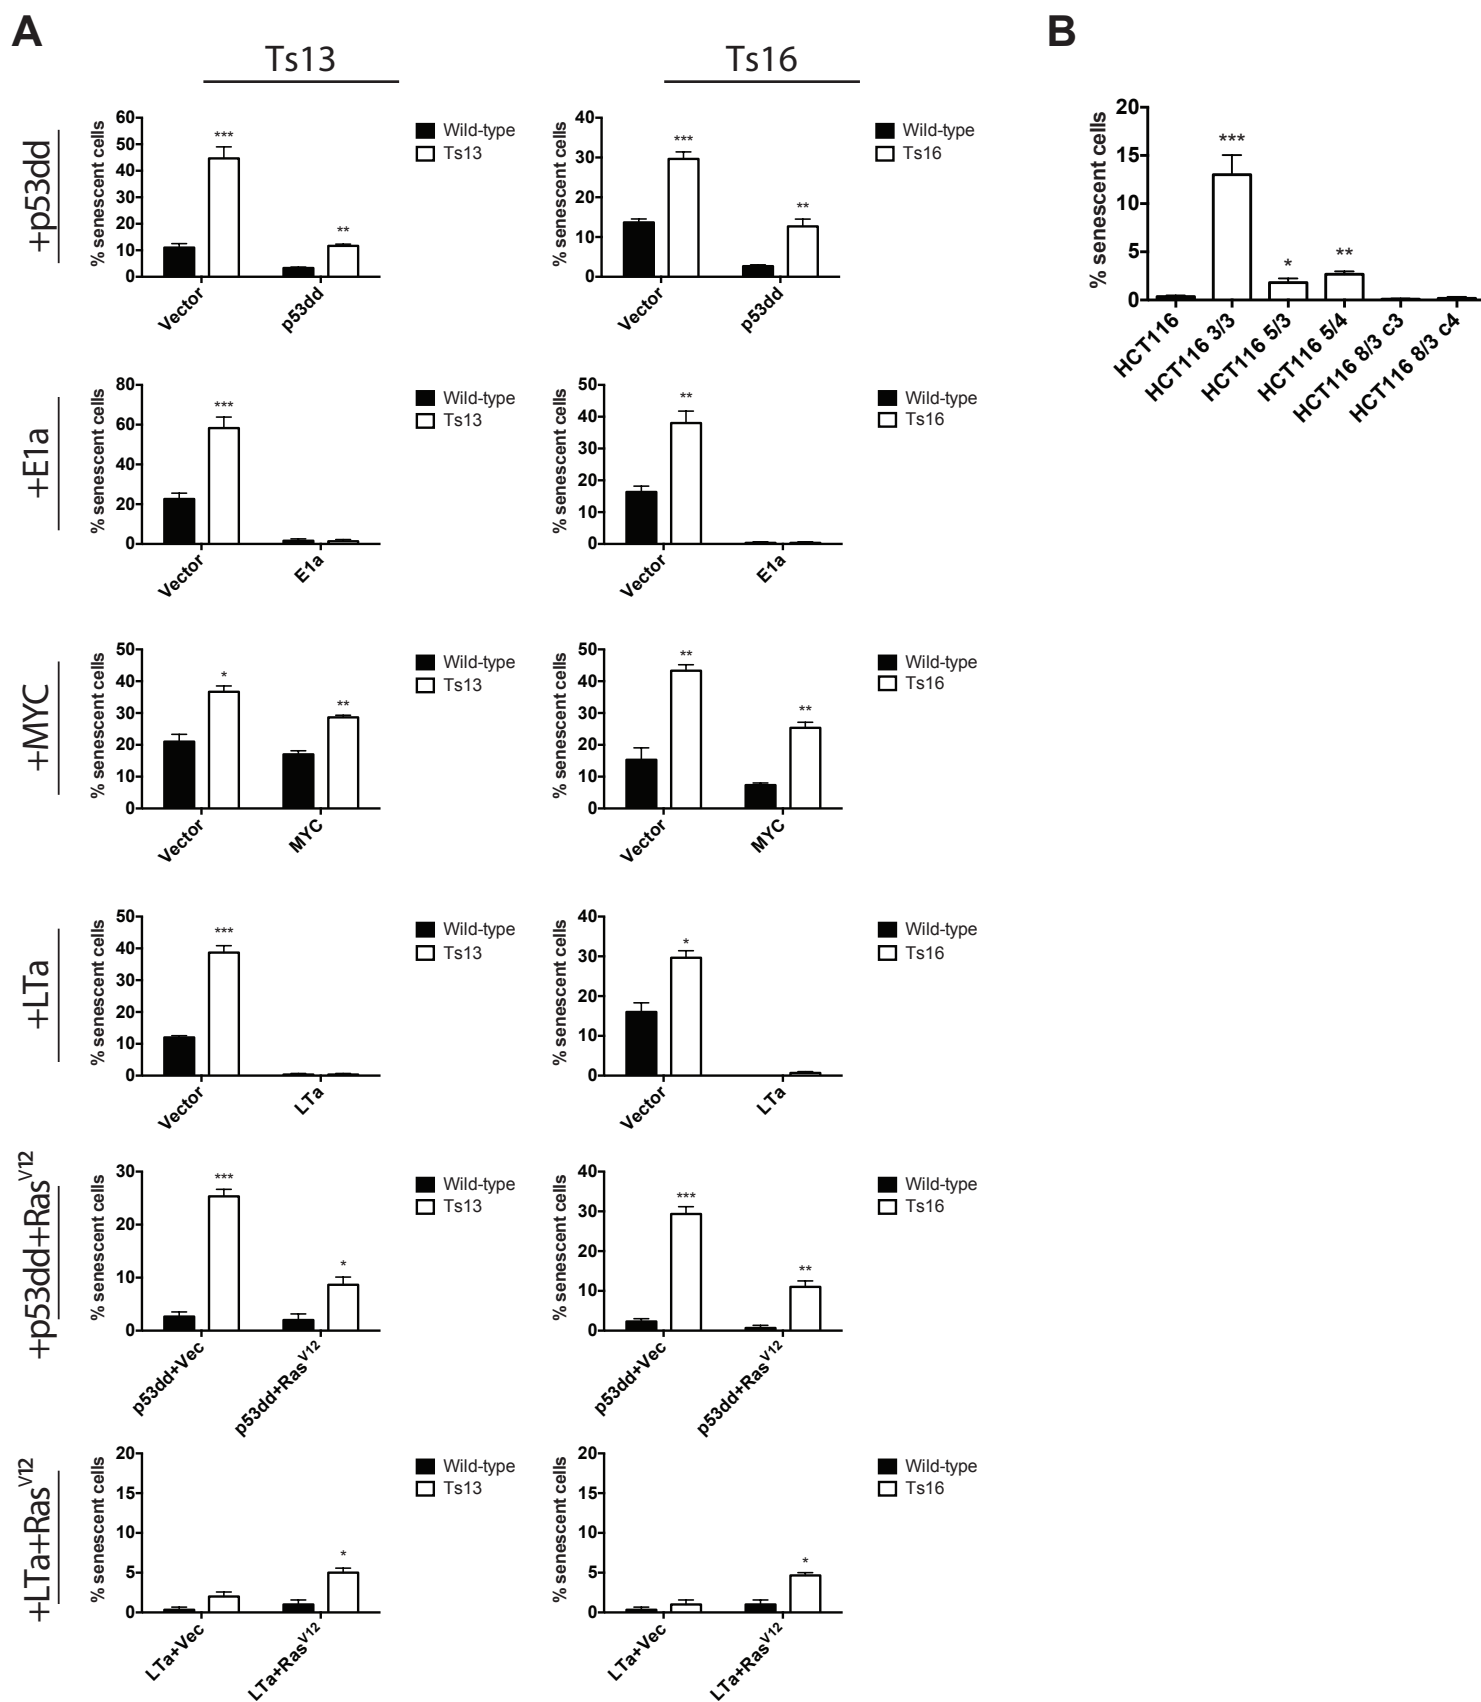 A
B
Ts13
Ts16
+p53dd
% senescent cells
60
50
40
30
20
10
0
***
**
Vector
p53dd
Wild-type
Ts13
% senescent cells
40
30
20
10
0
***
**
Vector
p53dd
Wild-type
Ts16
% senescent cells
20
15
10
5
0
***
*
**
HCT116
HCT116 3/3
HCT116 5/3
HCT116 5/4
HCT116 8/3 c3
HCT116 8/3 c4
+E1a
% senescent cells
80
60
40
20
0
***
Vector
E1a
Wild-type
Ts13
% senescent cells
50
40
30
20
10
0
**
Vector
E1a
Wild-type
Ts16
+MYC
% senescent cells
50
40
30
20
10
0
*
**
Vector
MYC
Wild-type
Ts13
% senescent cells
50
40
30
20
10
0
**
**
Vector
MYC
Wild-type
Ts16
+LTa
% senescent cells
50
40
30
20
10
0
***
Vector
LTa
Wild-type
Ts13
% senescent cells
40
30
20
10
0
*
Vector
LTa
Wild-type
Ts16
+p53dd+Ras^V12
% senescent cells
30
20
10
0
***
*
p53dd+Vec
p53dd+Ras^V12
Wild-type
Ts13
% senescent cells
40
30
20
10
0
***
**
p53dd+Vec
p53dd+Ras^V12
Wild-type
Ts16
+LTa+Ras^V12
% senescent cells
20
15
10
5
0
*
LTa+Vec
LTa+Ras^V12
Wild-type
Ts13
% senescent cells
20
15
10
5
0
*
LTa+Vec
LTa+Ras^V12
Wild-type
Ts16